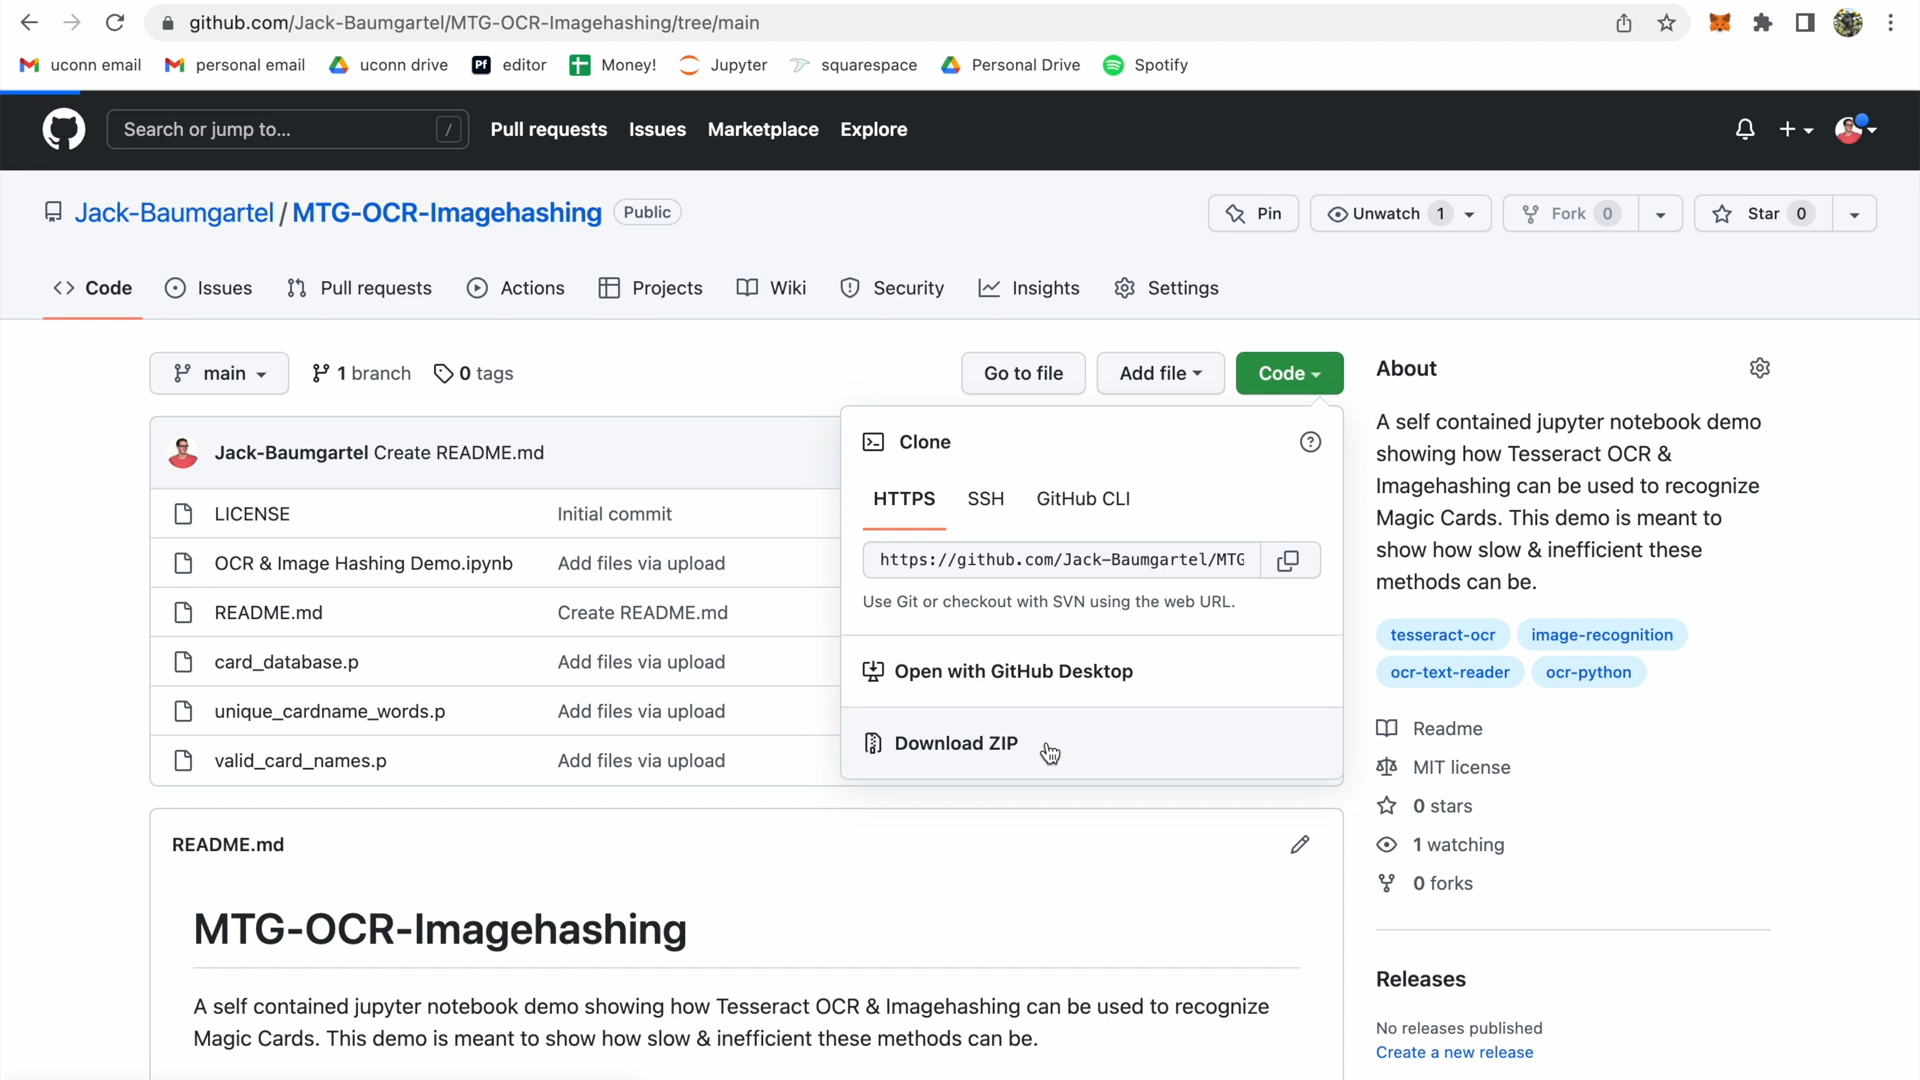 github.com/Jack-Baumgartel/MTG-OCR-Imagehashing/tree/main
uconn email personal email uconn drive Pf editor Money! Jupyter squarespace Personal Drive Spotify
Search or jump to... / Pull requests Issues Marketplace Explore
Jack-Baumgartel / MTG-OCR-Imagehashing Public Pin Unwatch 1 Fork 0 Star 0
Code Issues Pull requests Actions Projects Wiki Security Insights Settings
main 1 branch 0 tags Go to file Add file Code
Jack-Baumgartel Create README.md
LICENSE Initial commit
OCR & Image Hashing Demo.ipynb Add files via upload
README.md Create README.md
card_database.p Add files via upload
unique_cardname_words.p Add files via upload
valid_card_names.p Add files via upload
Clone
HTTPS SSH GitHub CLI
https://github.com/Jack-Baumgartel/MTG
Use Git or checkout with SVN using the web URL.
Open with GitHub Desktop
Download ZIP
README.md
MTG-OCR-Imagehashing
A self contained jupyter notebook demo showing how Tesseract OCR & Imagehashing can be used to recognize
Magic Cards. This demo is meant to show how slow & inefficient these methods can be.
About
A self contained jupyter notebook demo
showing how Tesseract OCR &
Imagehashing can be used to recognize
Magic Cards. This demo is meant to
show how slow & inefficient these
methods can be.
tesseract-ocr image-recognition
ocr-text-reader ocr-python
Readme
MIT license
0 stars
1 watching
0 forks
Releases
No releases published
Create a new release